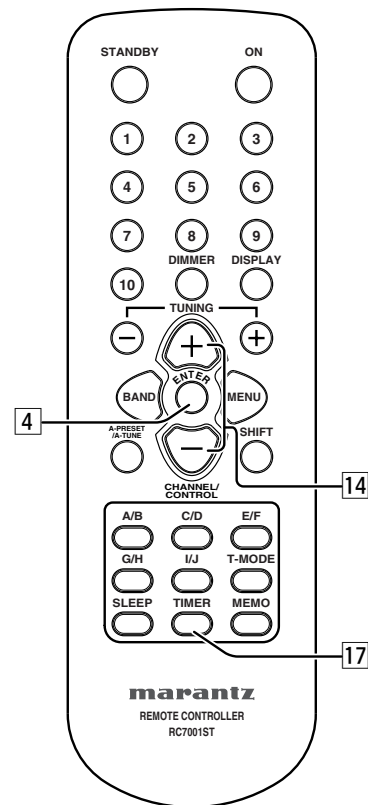 STANDBY ON
1 2 3
4 5 6
7 8 9
DIMMER DISPLAY
10
TUNING
− +
+
ENTER
BAND MENU
4
A-PRESET
/A-TUNE
SHIFT
−
CHANNEL/
CONTROL
14
A/B C/D E/F
G/H I/J T-MODE
SLEEP TIMER MEMO
17
marantz
REMOTE CONTROLLER
RC7001ST